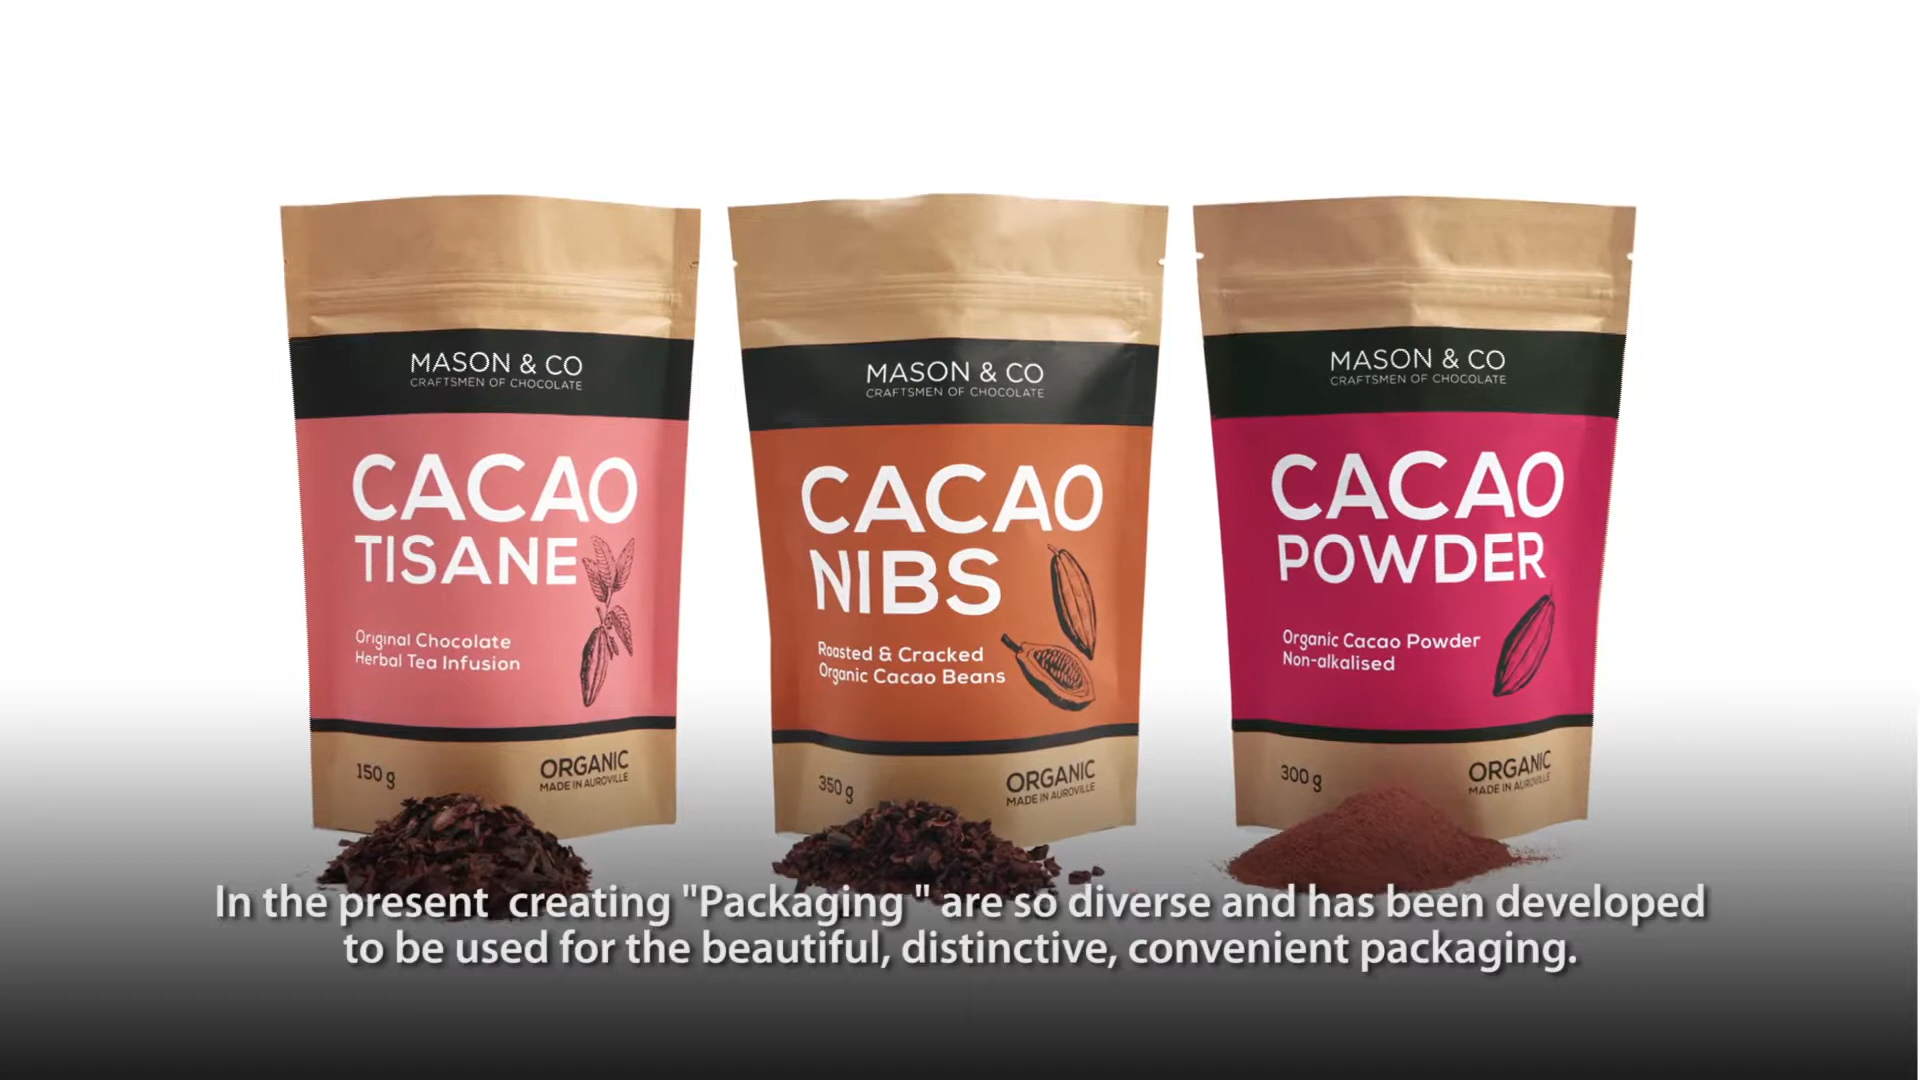 MASON & CO
CRAFTSMEN OF CHOCOLATE
CACAO
TISANE
Original Chocolate
Herbal Tea Infusion
150 g
ORGANIC
MADE IN AUROVILLE
MASON & CO
CRAFTSMEN OF CHOCOLATE
CACAO
NIBS
Roasted & Cracked
Organic Cacao Beans
350 g
ORGANIC
MADE IN AUROVILLE
MASON & CO
CRAFTSMEN OF CHOCOLATE
CACAO
POWDER
Organic Cacao Powder
Non-alkalised
300 g
ORGANIC
MADE IN AUROVILLE
In the present  creating "Packaging " are so diverse and has been developed
to be used for the beautiful, distinctive, convenient packaging.